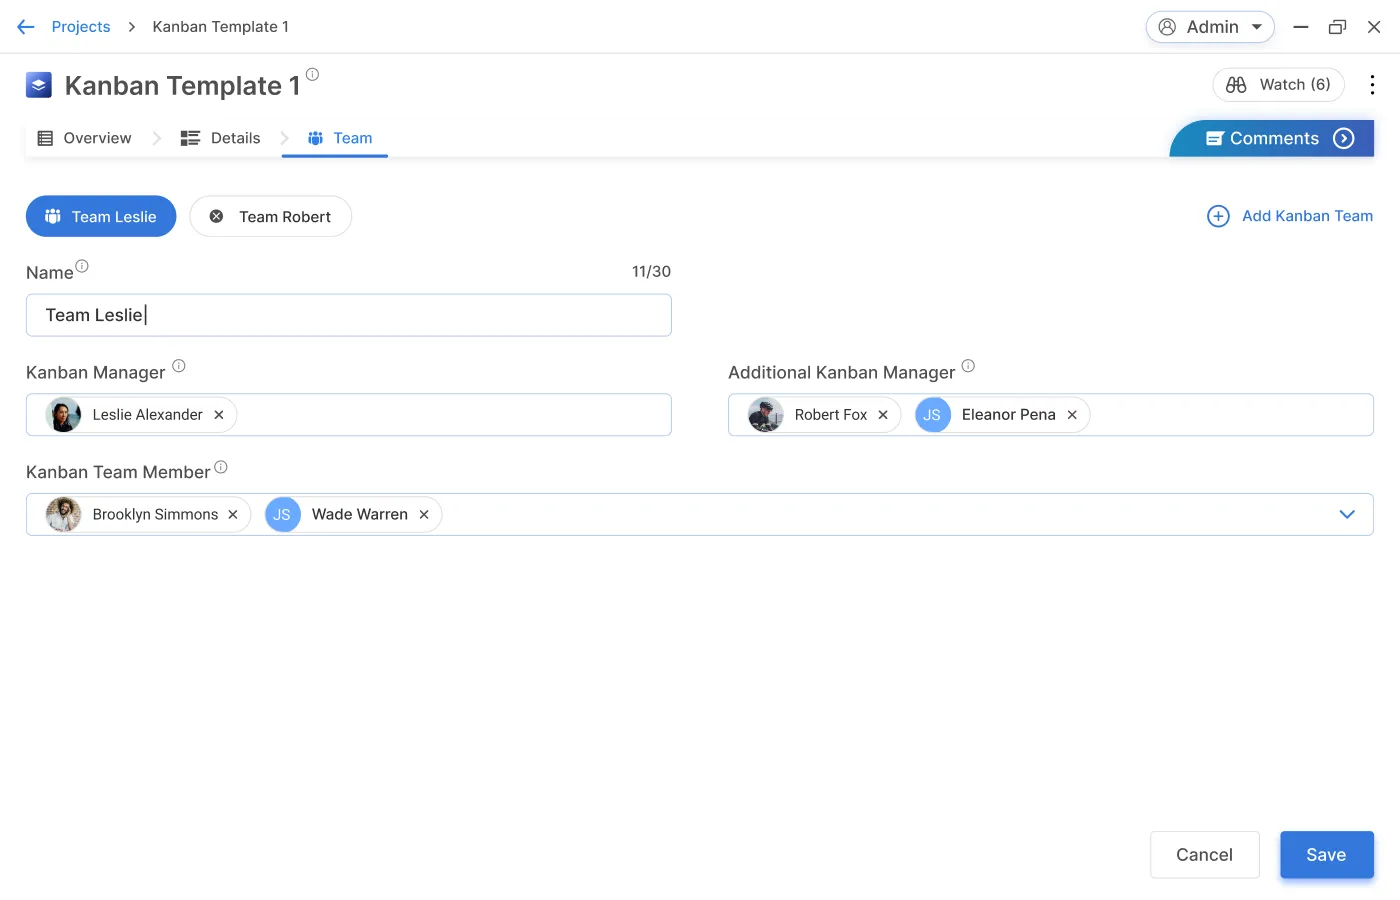 Projects > Kanban Template 1
Admin
Kanban Template 1
Watch (6)
Overview
Details
Team
Comments
Team Leslie
Team Robert
Add Kanban Team
Name
11/30
Team Leslie
Kanban Manager
Additional Kanban Manager
Leslie Alexander
Robert Fox
JS
Eleanor Pena
Kanban Team Member
Brooklyn Simmons
JS
Wade Warren
Cancel
Save